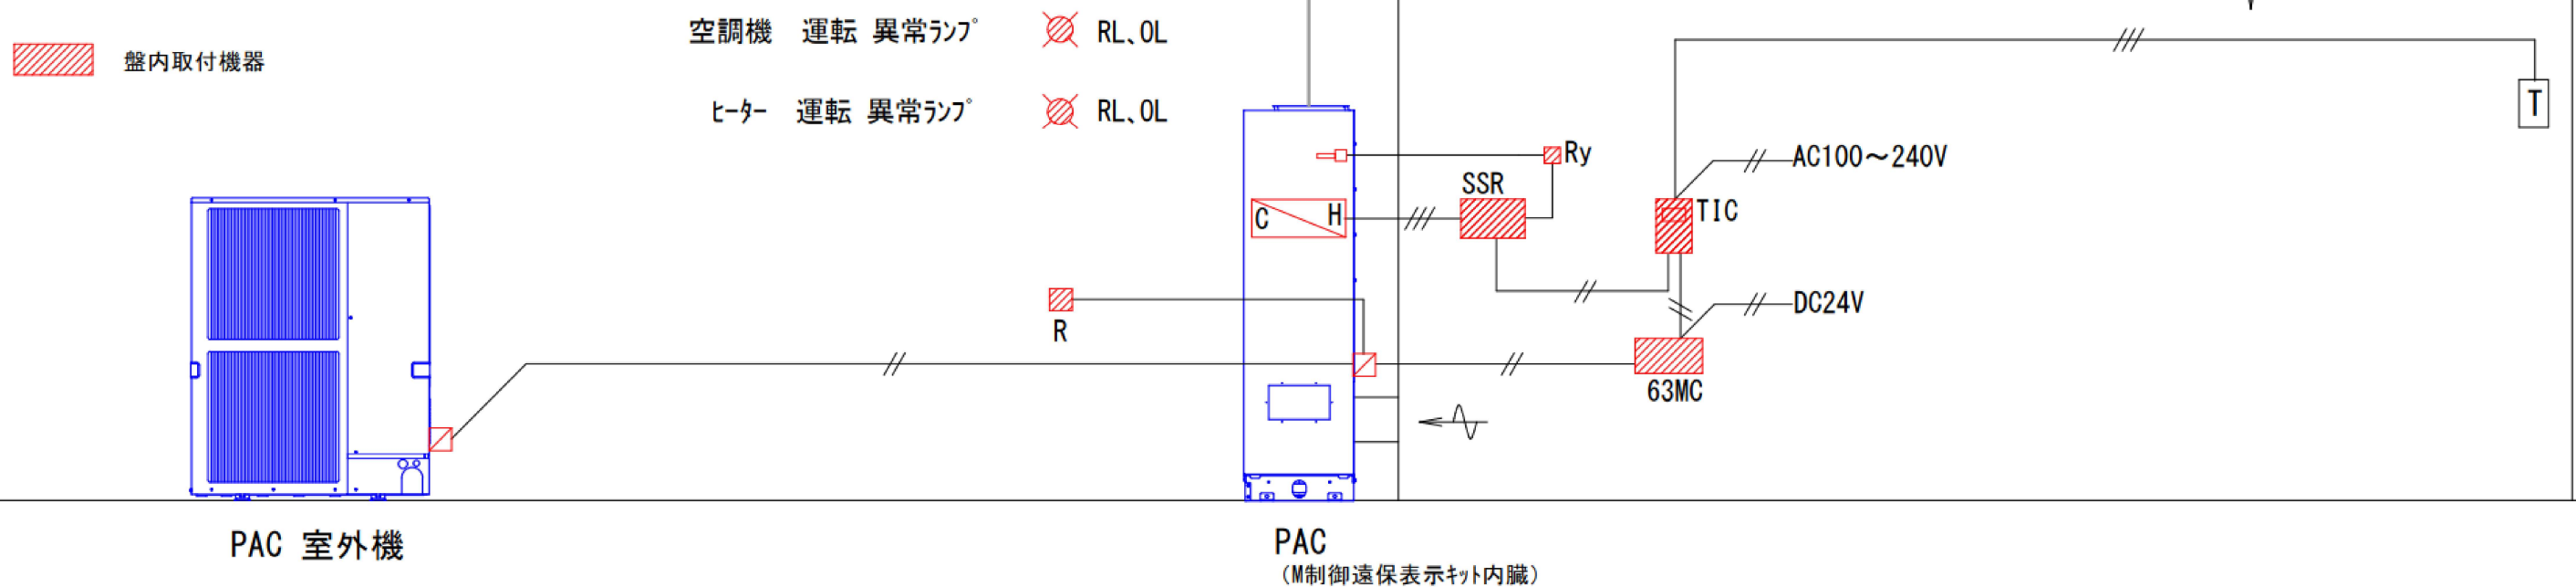 空調機 運転 異常ﾗﾝﾌﾟ RL、OL
盤内取付機器
ﾋｰﾀｰ 運転 異常ﾗﾝﾌﾟ RL、OL
T
Ry
AC100～240V
SSR
C H
TIC
R
DC24V
63MC
PAC 室外機
PAC
（M制御遠保表示ｷｯﾄ内臓）